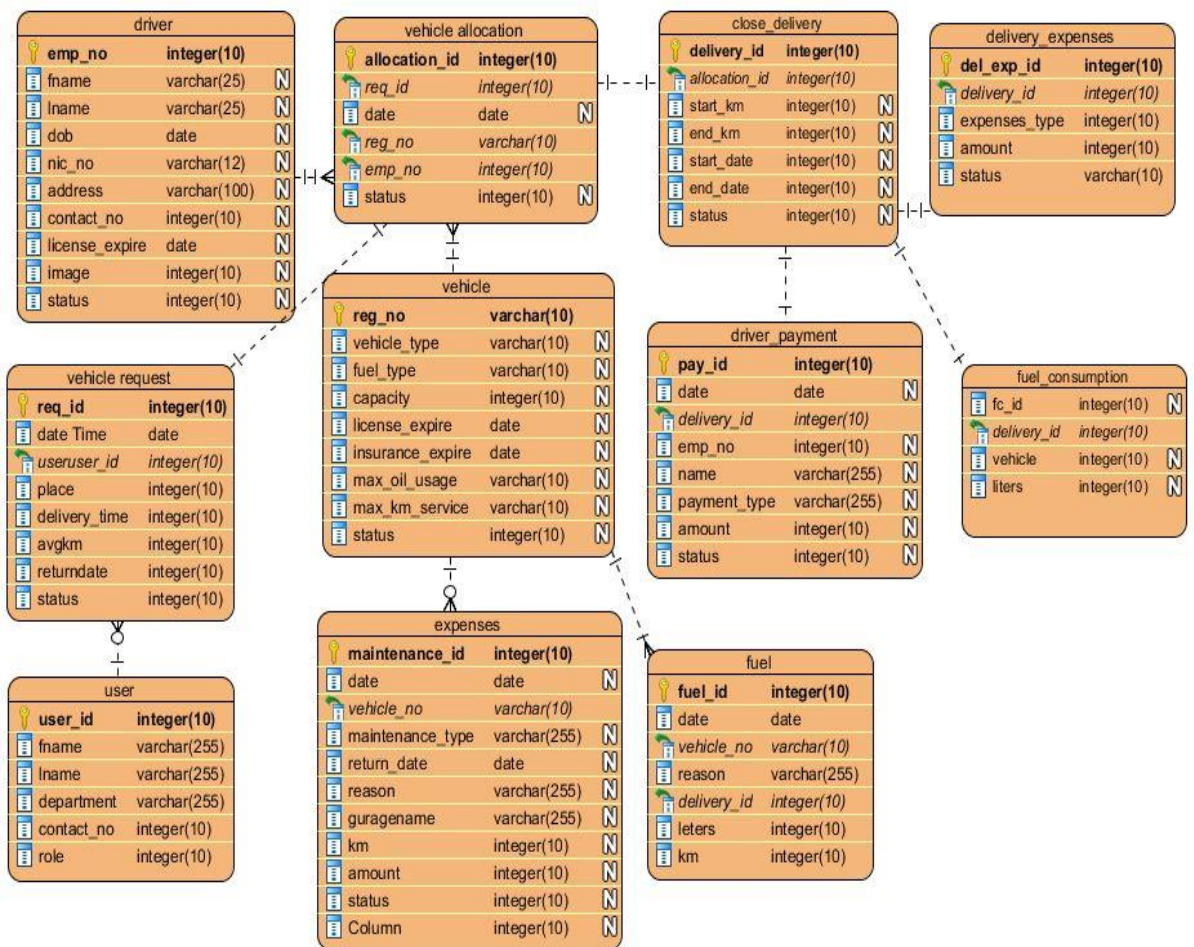 driver
emp_no integer(10)
fname varchar(25) N
lname varchar(25) N
dob date N
nic_no varchar(12) N
address varchar(100) N
contact_no integer(10) N
license_expire date N
image integer(10) N
status integer(10) N
vehicle allocation
allocation_id integer(10)
req_id integer(10)
date date N
reg_no varchar(10)
emp_no integer(10)
status integer(10) N
close_delivery
delivery_id integer(10)
allocation_id integer(10)
start_km integer(10) N
end_km integer(10) N
start_date integer(10) N
end_date integer(10) N
status integer(10) N
delivery_expenses
del_exp_id integer(10)
delivery_id integer(10)
expenses_type integer(10)
amount integer(10)
status varchar(10)
vehicle
reg_no varchar(10)
vehicle_type varchar(10) N
fuel_type varchar(10) N
capacity integer(10) N
license_expire date N
insurance_expire date N
max_oil_usage varchar(10) N
max_km_service varchar(10) N
status integer(10) N
driver_payment
pay_id integer(10)
date date N
delivery_id integer(10)
emp_no integer(10) N
name varchar(255) N
payment_type varchar(255) N
amount integer(10) N
status integer(10) N
fuel_consumption
fc_id integer(10) N
delivery_id integer(10)
vehicle integer(10) N
liters integer(10) N
vehicle request
req_id integer(10)
date Time date
useruser_id integer(10)
place integer(10)
delivery_time integer(10)
avgkm integer(10)
returndate integer(10)
status integer(10)
expenses
maintenance_id integer(10)
date date N
vehicle_no varchar(10)
maintenance_type varchar(255) N
return_date date N
reason varchar(255) N
guragename varchar(255) N
km integer(10) N
amount integer(10) N
status integer(10) N
Column integer(10) N
fuel
fuel_id integer(10)
date date
vehicle_no varchar(10)
reason varchar(255)
delivery_id integer(10)
leters integer(10)
km integer(10)
user
user_id integer(10)
fname varchar(255)
lname varchar(255)
department varchar(255)
contact_no integer(10)
role integer(10)